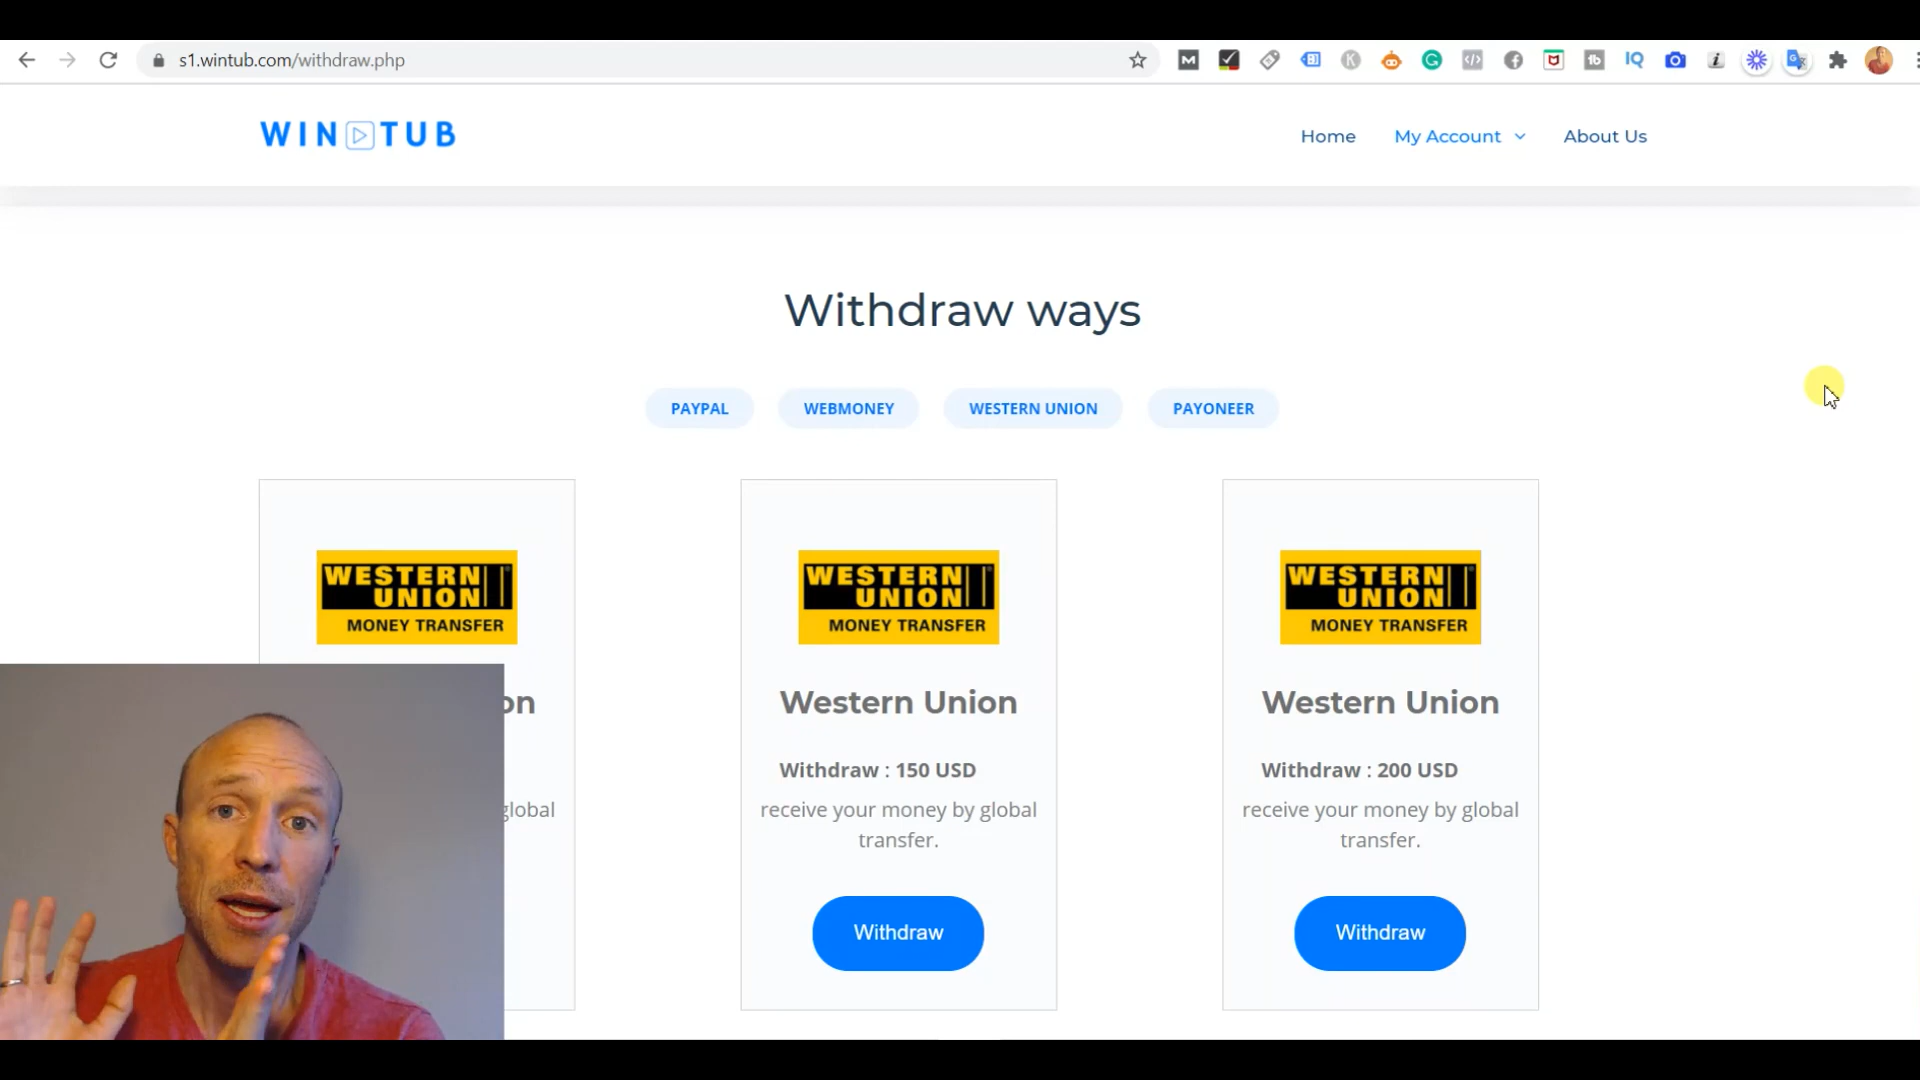 s1.wintub.com/withdraw.php
WIN TUB
Home
My Account
About Us
Withdraw ways
PAYPAL
WEBMONEY
WESTERN UNION
PAYONEER
WESTERN
UNION
MONEY TRANSFER
on
global
WESTERN
UNION
MONEY TRANSFER
Western Union
Withdraw : 150 USD
receive your money by global
transfer.
Withdraw
WESTERN
UNION
MONEY TRANSFER
Western Union
Withdraw : 200 USD
receive your money by global
transfer.
Withdraw